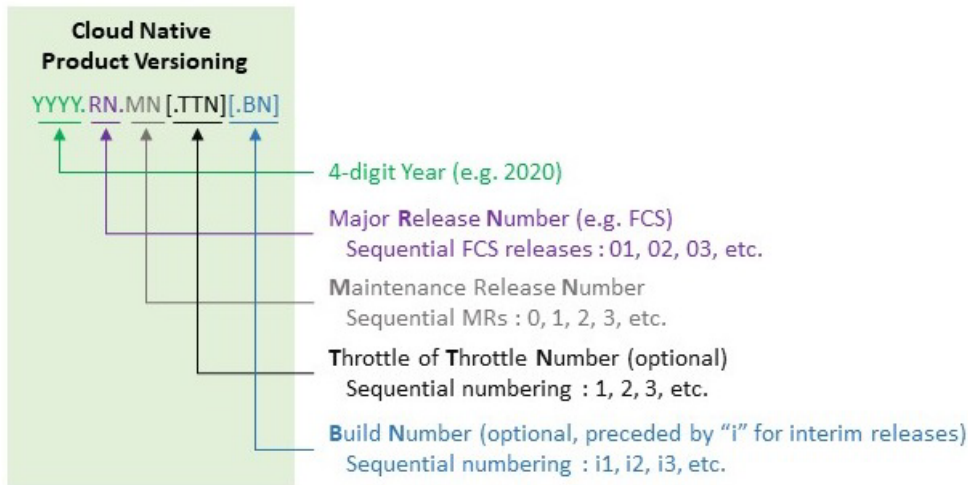 Cloud Native
Product Versioning
YYYY.RN.MN[.TTN][.BN]
4-digit Year (e.g. 2020)
Major Release Number (e.g. FCS)
Sequential FCS releases : 01, 02, 03, etc.
Maintenance Release Number
Sequential MRs : 0, 1, 2, 3, etc.
Throttle of Throttle Number (optional)
Sequential numbering : 1, 2, 3, etc.
Build Number (optional, preceded by “i” for interim releases)
Sequential numbering : i1, i2, i3, etc.